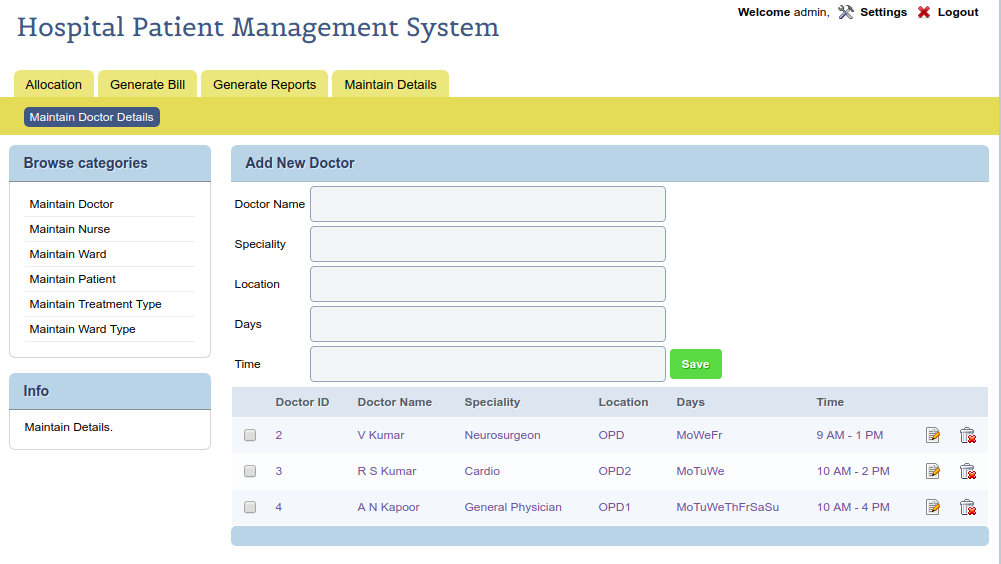 Hospital Patient Management System
Welcome admin, Settings Logout
Allocation Generate Bill Generate Reports Maintain Details
Maintain Doctor Details
Browse categories
Maintain Doctor
Maintain Nurse
Maintain Ward
Maintain Patient
Maintain Treatment Type
Maintain Ward Type
Info
Maintain Details.
Add New Doctor
Doctor Name
Speciality
Location
Days
Time Save
Doctor ID Doctor Name Speciality Location Days Time
2 V Kumar Neurosurgeon OPD MoWeFr 9 AM - 1 PM
3 R S Kumar Cardio OPD2 MoTuWe 10 AM - 2 PM
4 A N Kapoor General Physician OPD1 MoTuWeThFrSaSu 10 AM - 4 PM